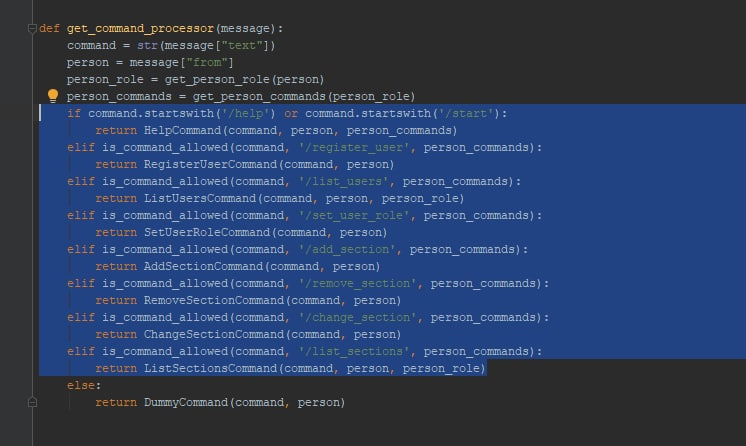 def get_command_processor(message):
    command = str(message["text"])
    person = message["from"]
    person_role = get_person_role(person)
    person_commands = get_person_commands(person_role)
    if command.startswith('/help') or command.startswith('/start'):
        return HelpCommand(command, person, person_commands)
    elif is_command_allowed(command, '/register_user', person_commands):
        return RegisterUserCommand(command, person)
    elif is_command_allowed(command, '/list_users', person_commands):
        return ListUsersCommand(command, person, person_role)
    elif is_command_allowed(command, '/set_user_role', person_commands):
        return SetUserRoleCommand(command, person)
    elif is_command_allowed(command, '/add_section', person_commands):
        return AddSectionCommand(command, person)
    elif is_command_allowed(command, '/remove_section', person_commands):
        return RemoveSectionCommand(command, person)
    elif is_command_allowed(command, '/change_section', person_commands):
        return ChangeSectionCommand(command, person)
    elif is_command_allowed(command, '/list_sections', person_commands):
        return ListSectionsCommand(command, person, person_role)
    else:
        return DummyCommand(command, person)